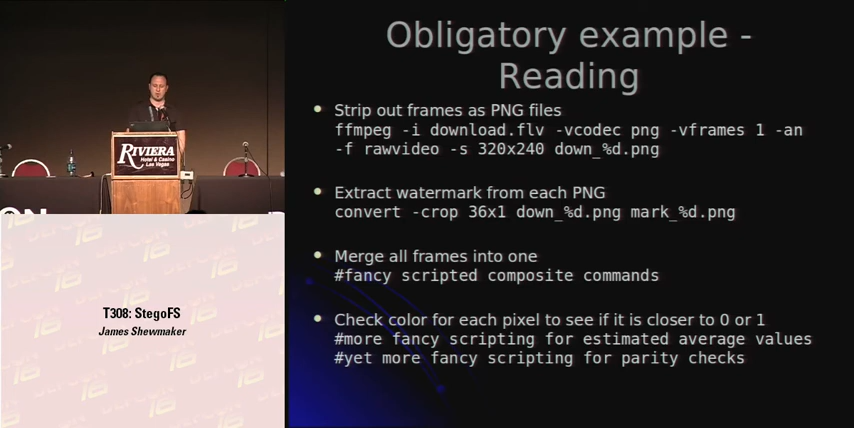 Obligatory example -
Reading
Strip out frames as PNG files
ffmpeg -i download.flv -vcodec png -vframes 1 -an
-f rawvideo -s 320x240 down_%d.png
Extract watermark from each PNG
convert -crop 36x1 down_%d.png mark_%d.png
Merge all frames into one
#fancy scripted composite commands
Check color for each pixel to see if it is closer to 0 or 1
#more fancy scripting for estimated average values
#yet more fancy scripting for parity checks
RIVIERA
Hotel & Casino
Las Vegas
ON
T308: StegoFS
James Shewmaker